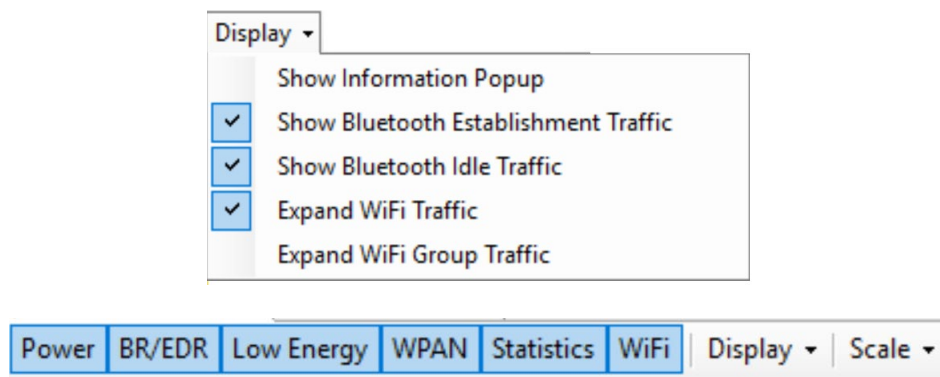 Display
Show Information Popup
Show Bluetooth Establishment Traffic
Show Bluetooth Idle Traffic
Expand WiFi Traffic
Expand WiFi Group Traffic
Power BR/EDR Low Energy WPAN Statistics WiFi Display Scale